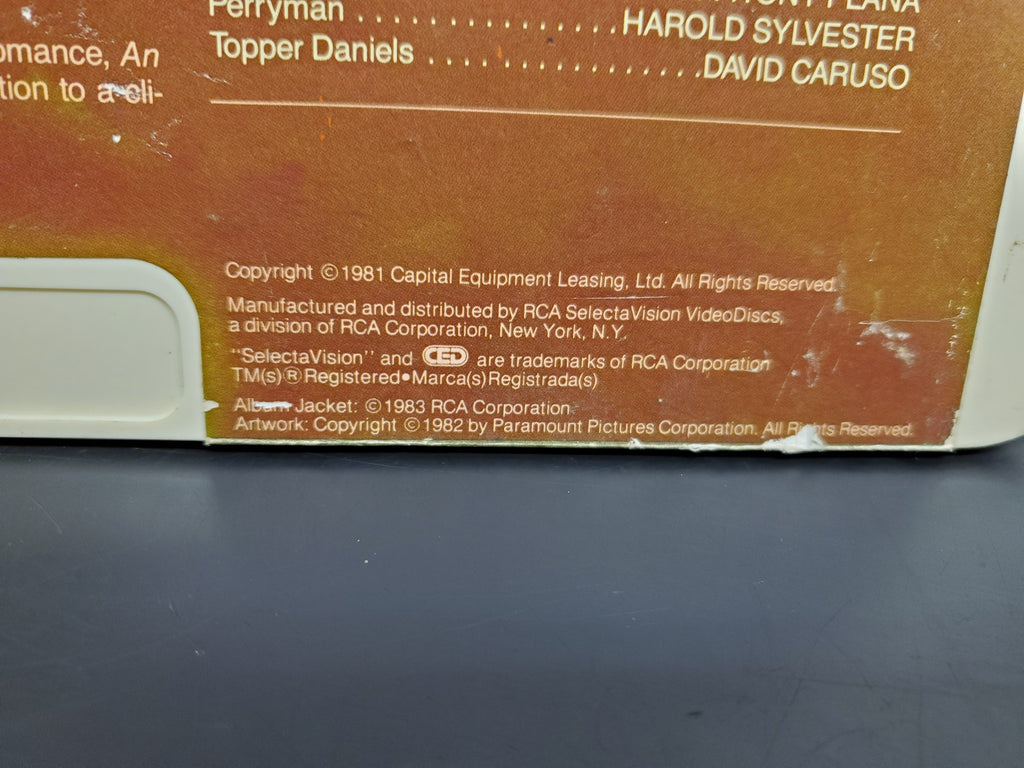 omance, An
tion to a cli-
Perryman . . . . . . . . . . . . . . . HAROLD SYLVESTER
Topper Daniels . . . . . . . . . . . . . . . DAVID CARUSO
Copyright ©1981 Capital Equipment Leasing, Ltd. All Rights Reserved.
Manufactured and distributed by RCA SelectaVision VideoDiscs,
a division of RCA Corporation, New York, N.Y.
"SelectaVision" and CED are trademarks of RCA Corporation
TM(s)®Registered•Marca(s)Registrada(s)
Album Jacket: ©1983 RCA Corporation
Artwork: Copyright ©1982 by Paramount Pictures Corporation. All Rights Reserved.